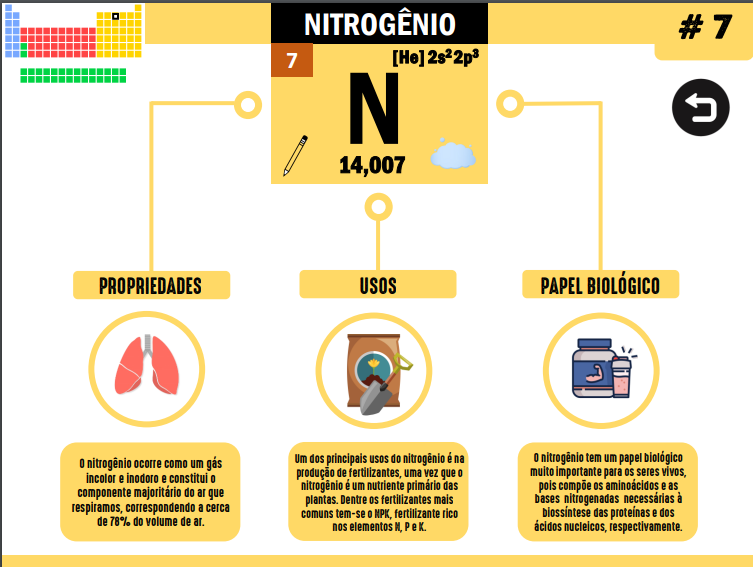 NITROGÊNIO
# 7
7
[He] 2s² 2p³
N
14,007
PROPRIEDADES
USOS
PAPEL BIOLÓGICO
O nitrogênio ocorre como um gás
incolor e inodoro e constitui o
componente majoritário do ar que
respiramos, correspondendo a cerca
de 78% do volume de ar.
Um dos principais usos do nitrogênio é na
produção de fertilizantes, uma vez que o
nitrogênio é um nutriente primário das
plantas. Dentre os fertilizantes mais
comuns tem-se o NPK, fertilizante rico
nos elementos N, P e K.
O nitrogênio tem um papel biológico
muito importante para os seres vivos,
pois compõe os aminoácidos e as
bases nitrogenadas necessárias à
biossíntese das proteínas e dos
ácidos nucleicos, respectivamente.